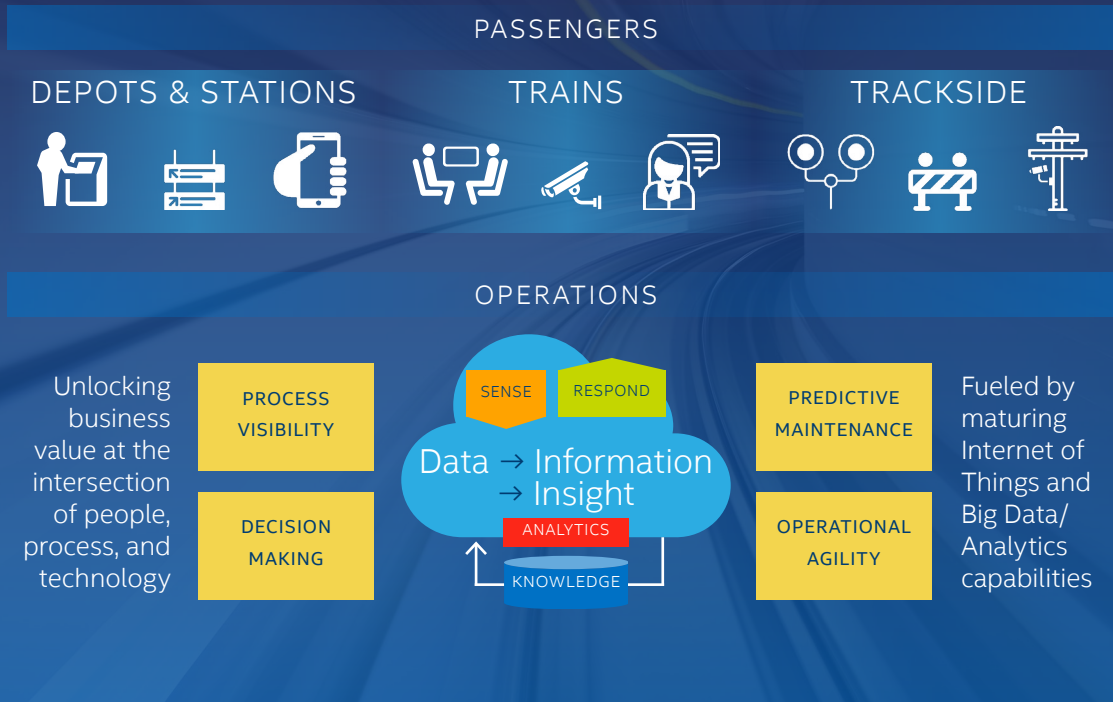 PASSENGERS
DEPOTS & STATIONS
TRAINS
TRACKSIDE
OPERATIONS
Unlocking
business
value at the
intersection
of people,
process, and
technology
PROCESS
VISIBILITY
DECISION
MAKING
SENSE
RESPOND
Data → Information
→ Insight
ANALYTICS
KNOWLEDGE
PREDICTIVE
MAINTENANCE
OPERATIONAL
AGILITY
Fueled by
maturing
Internet of
Things and
Big Data/
Analytics
capabilities